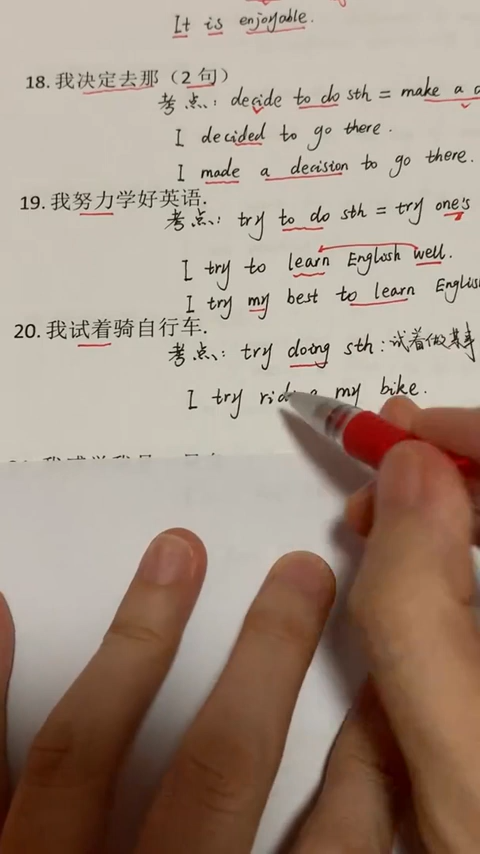 It is enjoyable.
18. 我决定去那（2 句）
考点: decide to do sth = make a d
I decided to go there.
I made a decision to go there.
19. 我努力学好英语.
考点: try to do sth = try one's
I try to learn English well.
I try my best to learn English
20. 我试着骑自行车.
考点: try doing sth: 试着做某事
I try my bike.